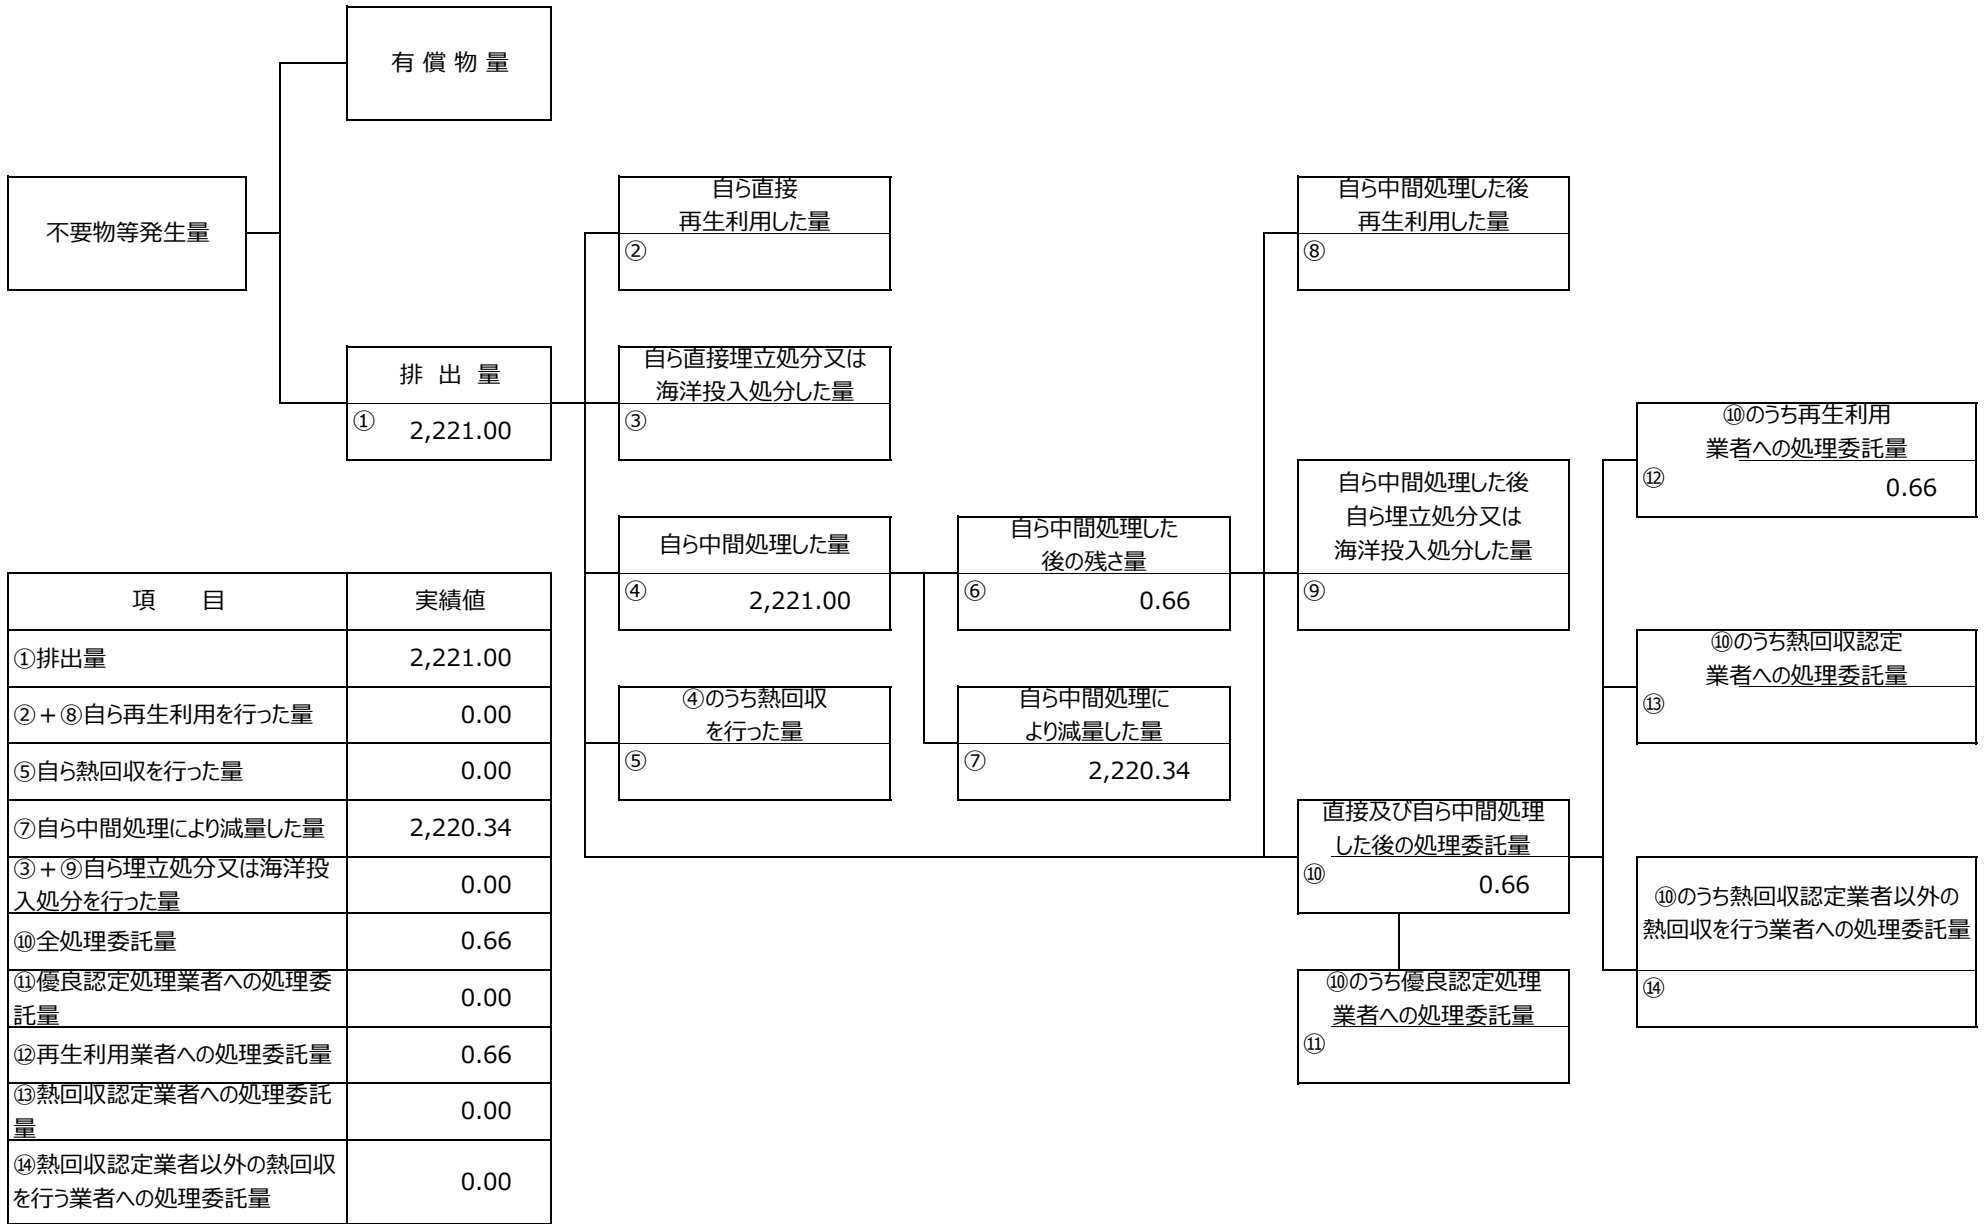 有 償 物 量
不要物等発生量
自ら直接
再生利用した量
②
自ら中間処理した後
再生利用した量
⑧
排 出 量
① 2,221.00
自ら直接埋立処分又は
海洋投入処分した量
③
⑩のうち再生利用
業者への処理委託量
⑫ 0.66
自ら中間処理した量
④ 2,221.00
自ら中間処理した
後の残さ量
⑥ 0.66
自ら中間処理した後
自ら埋立処分又は
海洋投入処分した量
⑨
⑩のうち熱回収認定
業者への処理委託量
⑬
④のうち熱回収
を行った量
⑤
自ら中間処理に
より減量した量
⑦ 2,220.34
直接及び自ら中間処理
した後の処理委託量
⑩ 0.66
⑩のうち熱回収認定業者以外の
熱回収を行う業者への処理委託量
⑭
⑩のうち優良認定処理
業者への処理委託量
⑪
項 目 実績値
①排出量 2,221.00
②+⑧自ら再生利用を行った量 0.00
⑤自ら熱回収を行った量 0.00
⑦自ら中間処理により減量した量 2,220.34
③+⑨自ら埋立処分又は海洋投
入処分を行った量 0.00
⑩全処理委託量 0.66
⑪優良認定処理業者への処理委
託量 0.00
⑫再生利用業者への処理委託量 0.66
⑬熱回収認定業者への処理委託
量 0.00
⑭熱回収認定業者以外の熱回収
を行う業者への処理委託量 0.00